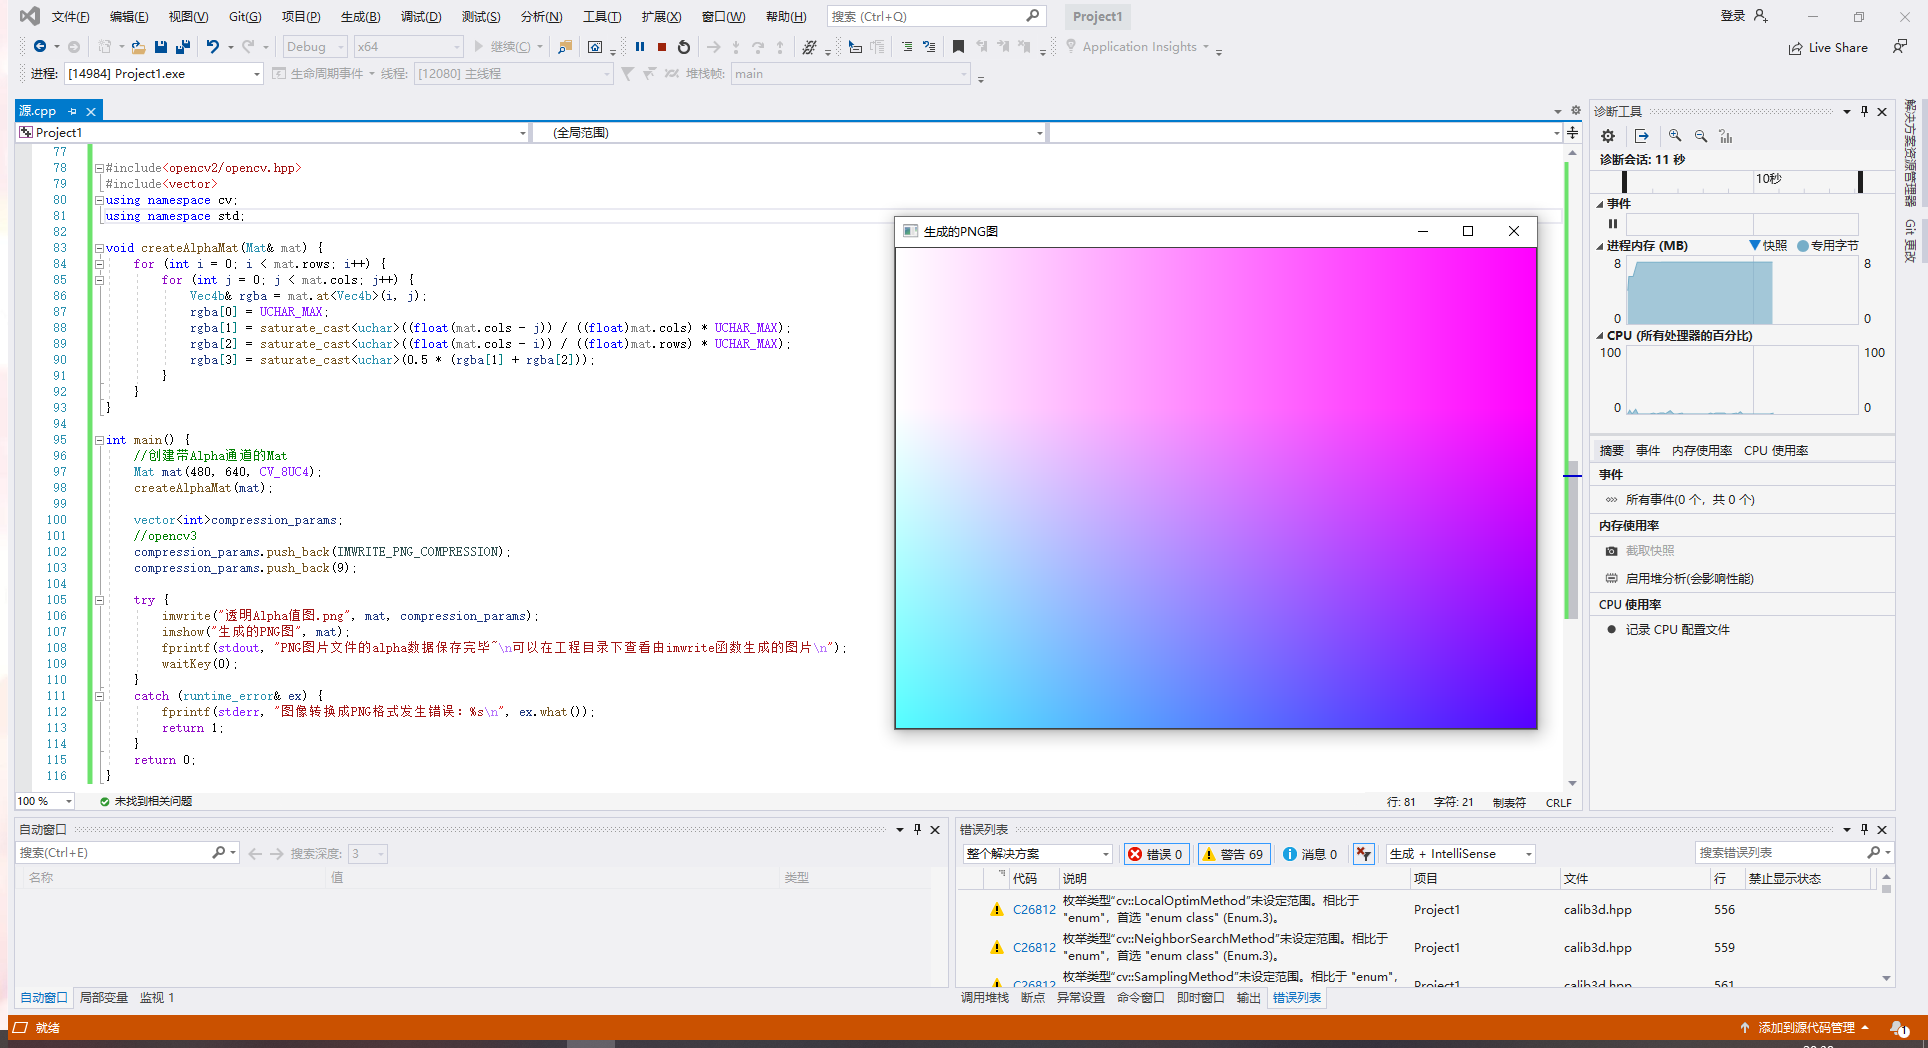 文件(F) 编辑(E) 视图(V) Git(G) 项目(P) 生成(B) 调试(D) 测试(S) 分析(N) 工具(T) 扩展(X) 窗口(W) 帮助(H) 搜索 (Ctrl+Q) Project1 登录
Debug x64 继续(C) Application Insights Live Share
进程: [14984] Project1.exe 生命周期事件 线程: [12080] 主线程 堆栈帧: main
源.cpp
Project1 (全局范围)
77
78 #include<opencv2/opencv.hpp>
79 #include<vector>
80 using namespace cv;
81 using namespace std;
82
83 void createAlphaMat(Mat& mat) {
84 for (int i = 0; i < mat.rows; i++) {
85 for (int j = 0; j < mat.cols; j++) {
86 Vec4b& rgba = mat.at<Vec4b>(i, j);
87 rgba[0] = UCHAR_MAX;
88 rgba[1] = saturate_cast<uchar>((float(mat.cols - j)) / ((float)mat.cols) * UCHAR_MAX);
89 rgba[2] = saturate_cast<uchar>((float(mat.cols - i)) / ((float)mat.rows) * UCHAR_MAX);
90 rgba[3] = saturate_cast<uchar>(0.5 * (rgba[1] + rgba[2]));
91 }
92 }
93 }
94
95 int main() {
96 //创建带Alpha通道的Mat
97 Mat mat(480, 640, CV_8UC4);
98 createAlphaMat(mat);
99
100 vector<int>compression_params;
101 //opencv3
102 compression_params.push_back(IMWRITE_PNG_COMPRESSION);
103 compression_params.push_back(9);
104
105 try {
106 imwrite("透明Alpha值图.png", mat, compression_params);
107 imshow("生成的PNG图", mat);
108 fprintf(stdout, "PNG图片文件的alpha数据保存完毕~\n可以在工程目录下查看由imwrite函数生成的图片\n");
109 waitKey(0);
110 }
111 catch (runtime_error& ex) {
112 fprintf(stderr, "图像转换成PNG格式发生错误：%s\n", ex.what());
113 return 1;
114 }
115 return 0;
116 }
生成的PNG图
100 % 未找到相关问题 行: 81 字符: 21 制表符 CRLF
诊断工具
诊断会话: 11 秒
10秒
事件
进程内存 (MB) 快照 专用字节
8 8
0 0
CPU (所有处理器的百分比)
100 100
0 0
摘要 事件 内存使用率 CPU 使用率
事件
所有事件(0 个，共 0 个)
内存使用率
截取快照
启用堆分析(会影响性能)
CPU 使用率
记录 CPU 配置文件
解决方案资源管理器
Git 更改
自动窗口
搜索(Ctrl+E) 搜索深度: 3
名称 值 类型
自动窗口 局部变量 监视 1
错误列表
整个解决方案 错误 0 警告 69 消息 0 生成 + IntelliSense 搜索错误列表
代码 说明 项目 文件 行 禁止显示状态
C26812 枚举类型“cv::LocalOptimMethod”未设定范围。相比于 Project1 calib3d.hpp 556
"enum"，首选 "enum class" (Enum.3)。
C26812 枚举类型“cv::NeighborSearchMethod”未设定范围。相比于 Project1 calib3d.hpp 559
"enum"，首选 "enum class" (Enum.3)。
C26812 枚举类型“cv::SamplingMethod”未设定范围。相比于 "enum"， Project1 calib3d.hpp 561
调用堆栈 断点 异常设置 命令窗口 即时窗口 输出 错误列表
就绪 添加到源代码管理 1